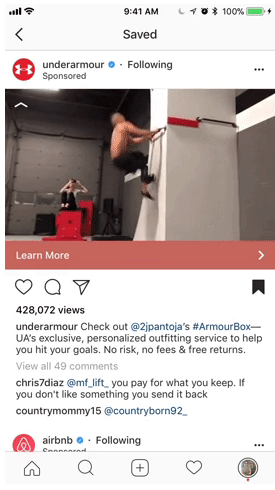 9:41 AM
100%
Saved
underarmour · Following
Sponsored
Learn More
428,072 views
underarmour Check out @2jpantoja's #ArmourBox—
UA's exclusive, personalized outfitting service to help
you hit your goals. No risk, no fees & free returns.
View all 49 comments
chris7diaz @mf_lift_ you pay for what you keep. If
you don't like something you send it back
countrymommy15 @countryborn92_
airbnb · Following
Sponsored